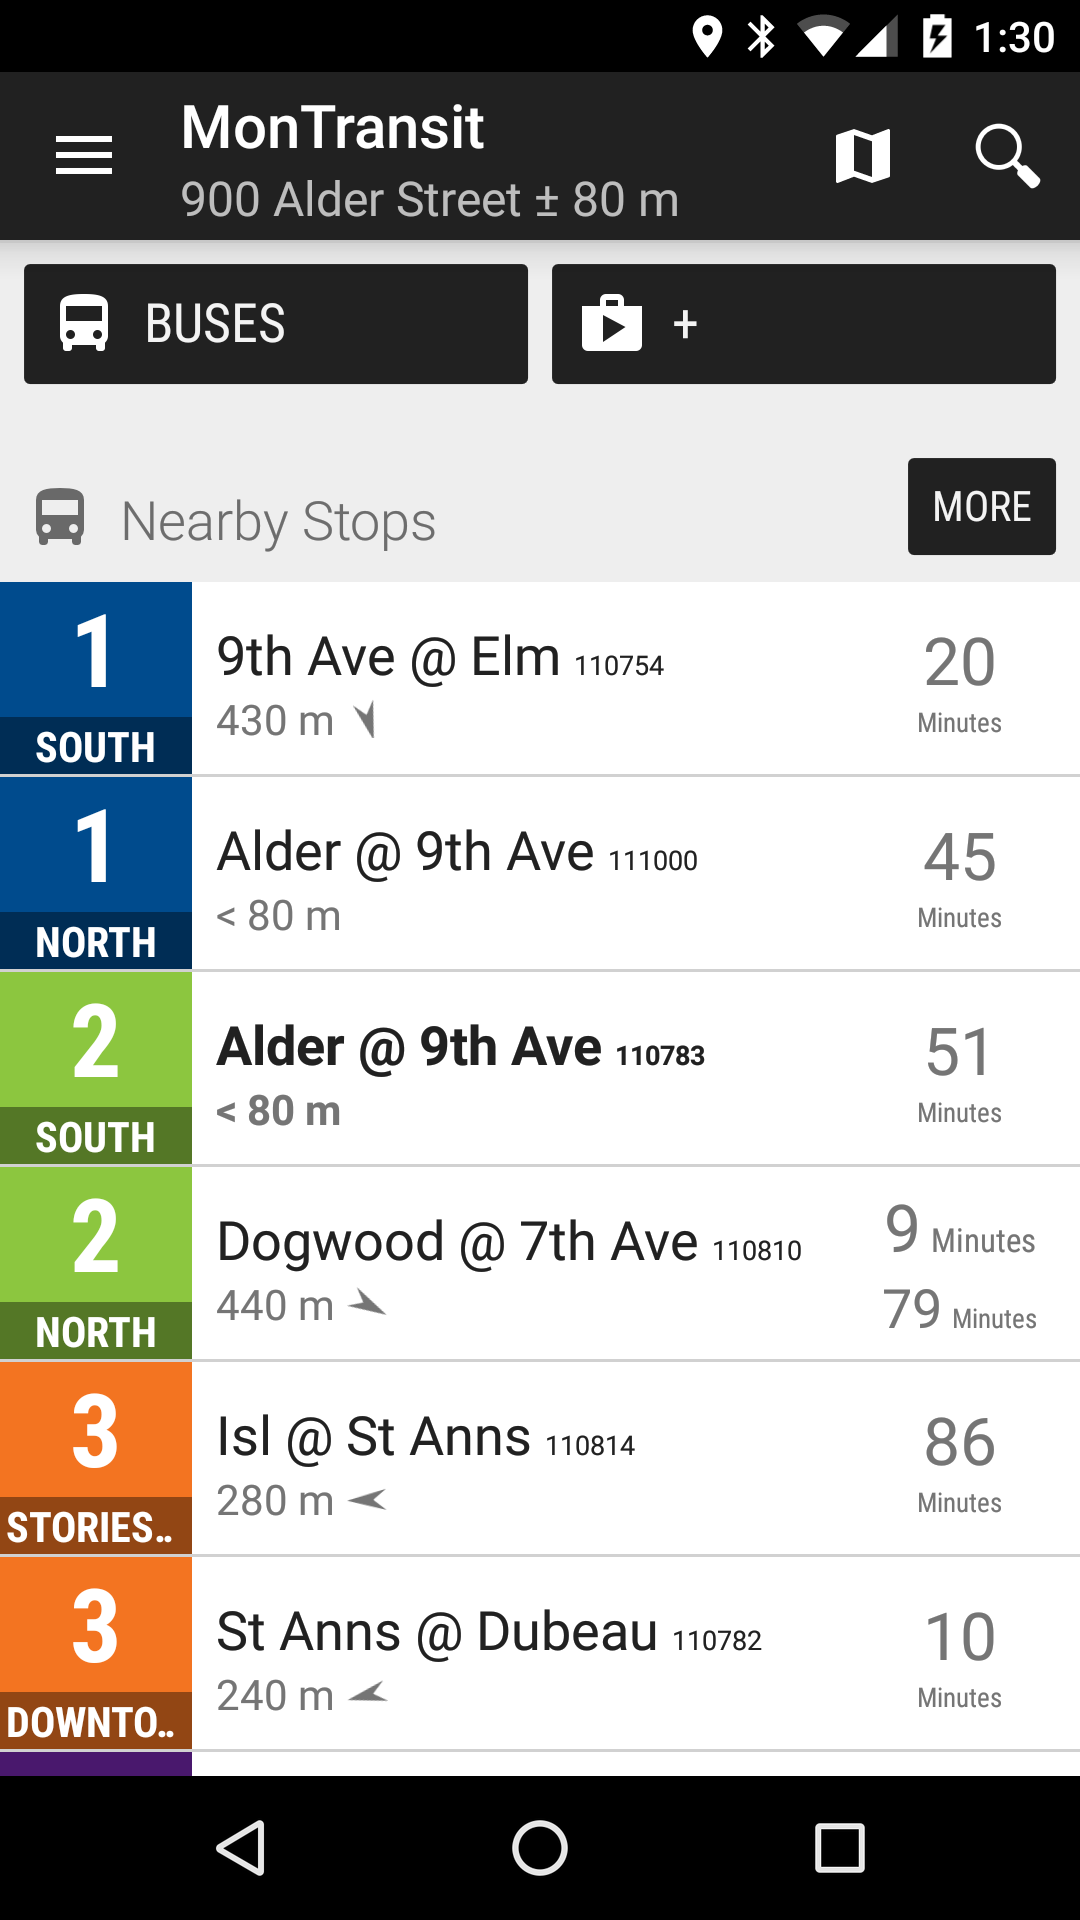 1:30
MonTransit
900 Alder Street ± 80 m
BUSES
+
Nearby Stops
MORE
1
SOUTH
9th Ave @ Elm 110754
430 m
20
Minutes
1
NORTH
Alder @ 9th Ave 111000
< 80 m
45
Minutes
2
SOUTH
Alder @ 9th Ave 110783
< 80 m
51
Minutes
2
NORTH
Dogwood @ 7th Ave 110810
440 m
9 Minutes
79 Minutes
3
STORIES..
Isl @ St Anns 110814
280 m
86
Minutes
3
DOWNTO..
St Anns @ Dubeau 110782
240 m
10
Minutes